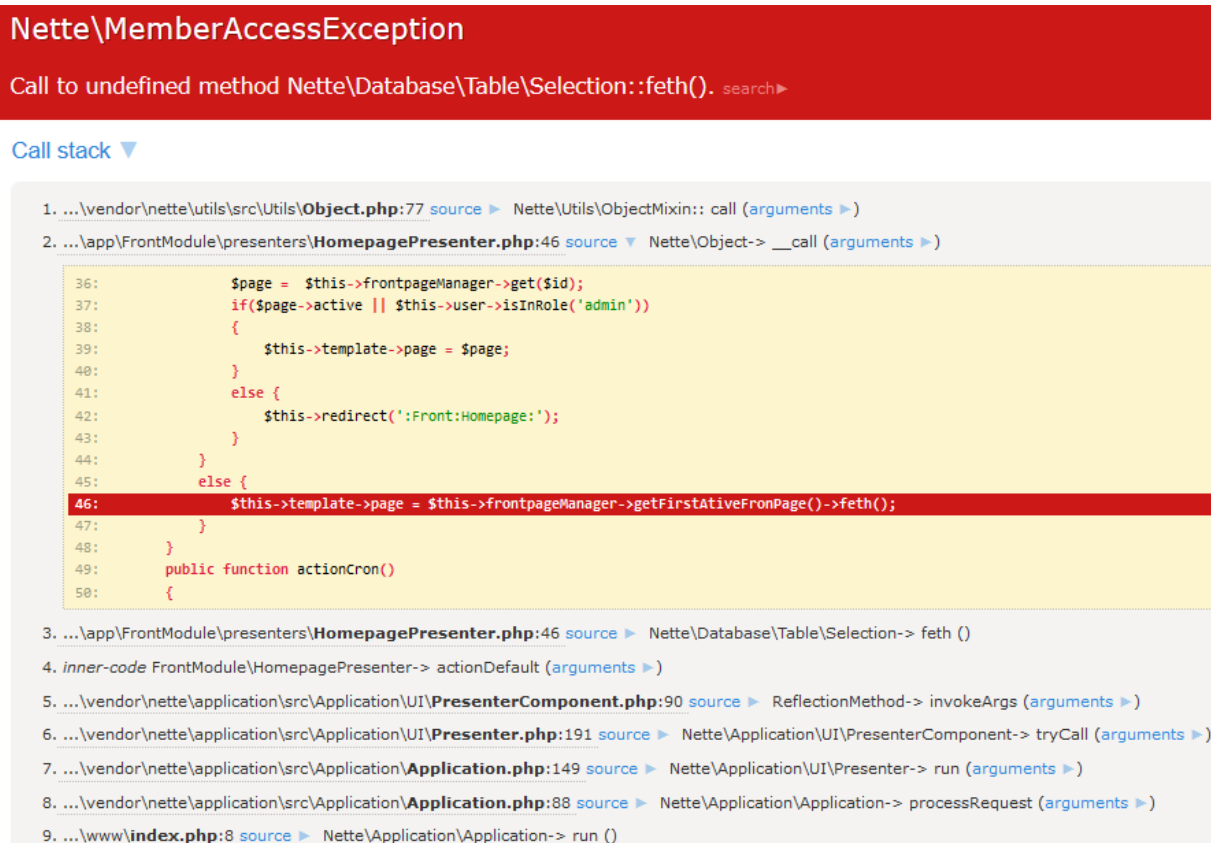 Nette\MemberAccessException
Call to undefined method Nette\Database\Table\Selection::feth(). search►
Call stack ▼
1. ...\vendor\nette\utils\src\Utils\Object.php:77 source ► Nette\Utils\ObjectMixin:: call (arguments ►)
2. ...\app\FrontModule\presenters\HomepagePresenter.php:46 source ▼ Nette\Object-> __call (arguments ►)
36: $page = $this->frontpageManager->get($id);
37: if($page->active || $this->user->isInRole('admin'))
38: {
39: $this->template->page = $page;
40: }
41: else {
42: $this->redirect(':Front:Homepage:');
43: }
44: }
45: else {
46: $this->template->page = $this->frontpageManager->getFirstAtiveFronPage()->feth();
47: }
48: }
49: public function actionCron()
50: {
3. ...\app\FrontModule\presenters\HomepagePresenter.php:46 source ► Nette\Database\Table\Selection-> feth ()
4. inner-code FrontModule\HomepagePresenter-> actionDefault (arguments ►)
5. ...\vendor\nette\application\src\Application\UI\PresenterComponent.php:90 source ► ReflectionMethod-> invokeArgs (arguments ►)
6. ...\vendor\nette\application\src\Application\UI\Presenter.php:191 source ► Nette\Application\UI\PresenterComponent-> tryCall (arguments ►)
7. ...\vendor\nette\application\src\Application\Application.php:149 source ► Nette\Application\UI\Presenter-> run (arguments ►)
8. ...\vendor\nette\application\src\Application\Application.php:88 source ► Nette\Application\Application-> processRequest (arguments ►)
9. ...\www\index.php:8 source ► Nette\Application\Application-> run ()